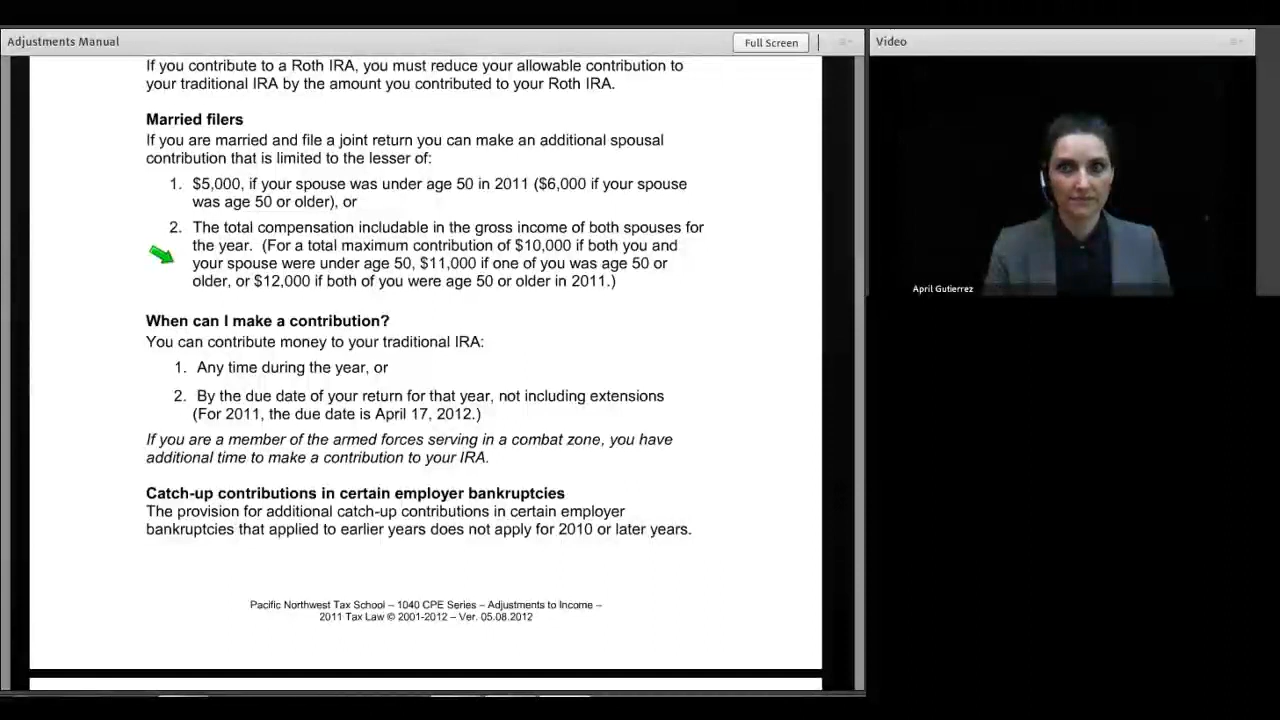 Adjustments Manual
Full Screen
Video
If you contribute to a Roth IRA, you must reduce your allowable contribution to
your traditional IRA by the amount you contributed to your Roth IRA.
Married filers
If you are married and file a joint return you can make an additional spousal
contribution that is limited to the lesser of:
1. $5,000, if your spouse was under age 50 in 2011 ($6,000 if your spouse
was age 50 or older), or
2. The total compensation includable in the gross income of both spouses for
the year. (For a total maximum contribution of $10,000 if both you and
your spouse were under age 50, $11,000 if one of you was age 50 or
older, or $12,000 if both of you were age 50 or older in 2011.)
When can I make a contribution?
You can contribute money to your traditional IRA:
1. Any time during the year, or
2. By the due date of your return for that year, not including extensions
(For 2011, the due date is April 17, 2012.)
If you are a member of the armed forces serving in a combat zone, you have
additional time to make a contribution to your IRA.
Catch-up contributions in certain employer bankruptcies
The provision for additional catch-up contributions in certain employer
bankruptcies that applied to earlier years does not apply for 2010 or later years.
Pacific Northwest Tax School – 1040 CPE Series – Adjustments to Income –
2011 Tax Law © 2001-2012 – Ver. 05.08.2012
April Gutierrez